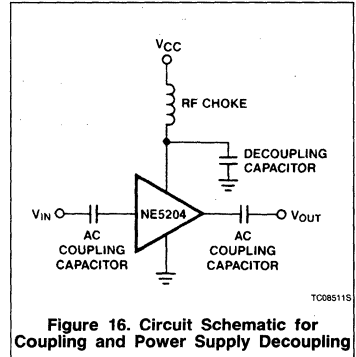 VCC
RF CHOKE
DECOUPLING
CAPACITOR
VIN
NE5204
VOUT
AC
COUPLING
CAPACITOR
AC
COUPLING
CAPACITOR
TC08511S
Figure 16. Circuit Schematic for
Coupling and Power Supply Decoupling